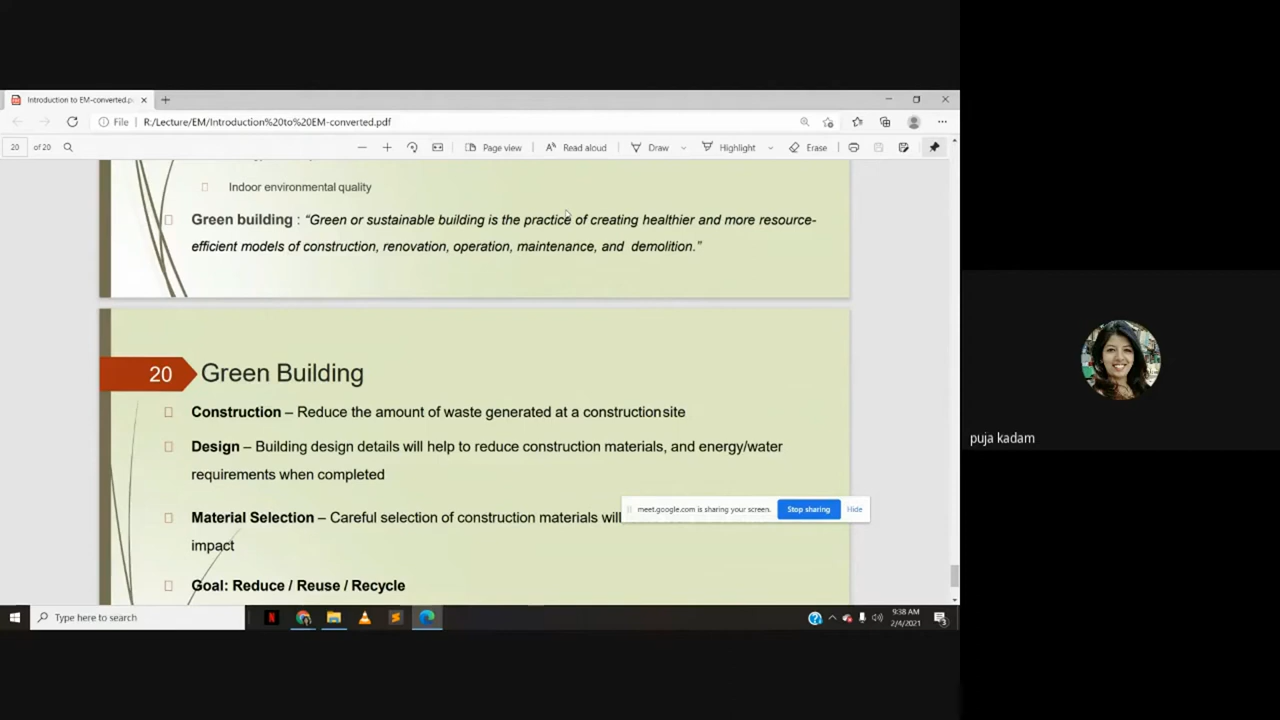 Introduction to EM-converted.p
File R:/Lecture/EM/Introduction%20to%20EM-converted.pdf
20 of 20 Page view Read aloud Draw Highlight Erase
Indoor environmental quality
Green building : “Green or sustainable building is the practice of creating healthier and more resource-
efficient models of construction, renovation, operation, maintenance, and demolition.”
20 Green Building
Construction – Reduce the amount of waste generated at a constructionsite
Design – Building design details will help to reduce construction materials, and energy/water
requirements when completed
meet.google.com is sharing your screen. Stop sharing Hide
Material Selection – Careful selection of construction materials will
impact
Goal: Reduce / Reuse / Recycle
puja kadam
Type here to search
9:38 AM
2/4/2021